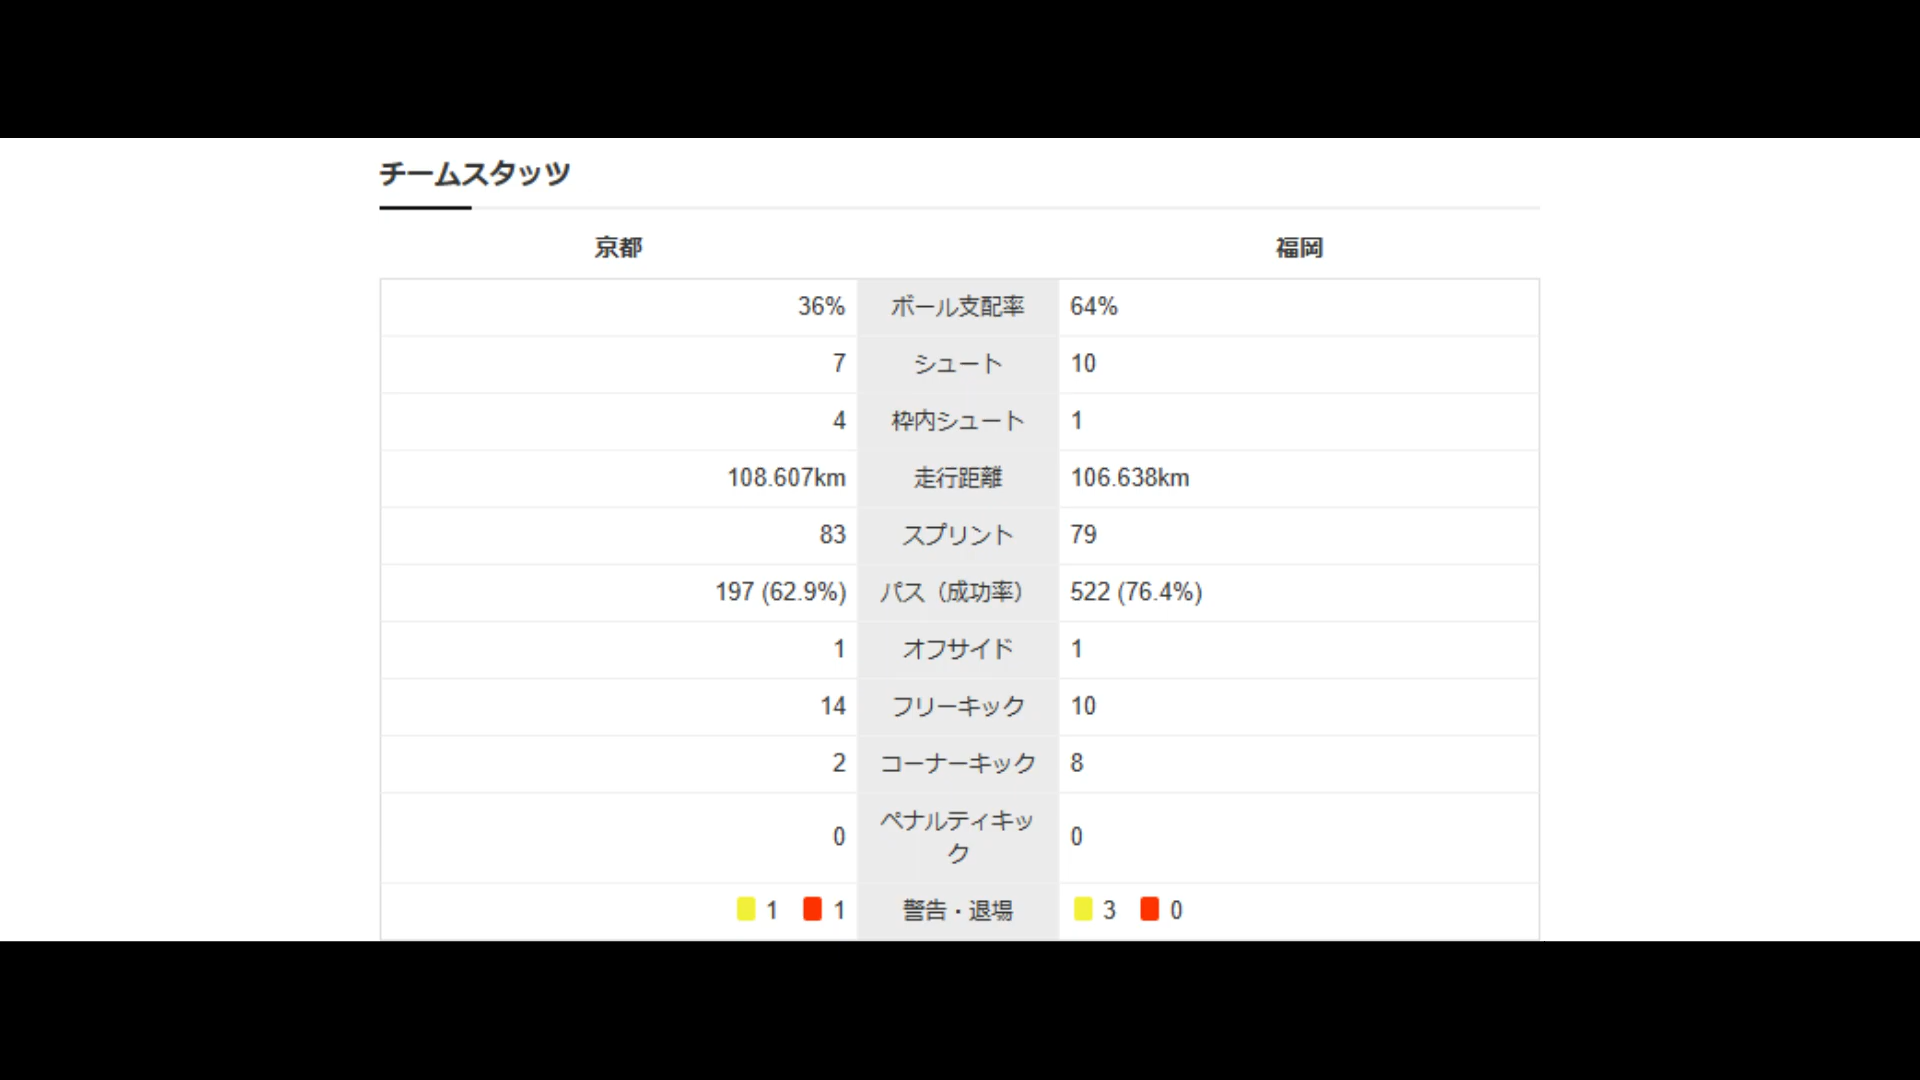 チームスタッツ
京都 福岡
36% ボール支配率 64%
7 シュート 10
4 枠内シュート 1
108.607km 走行距離 106.638km
83 スプリント 79
197 (62.9%) パス（成功率） 522 (76.4%)
1 オフサイド 1
14 フリーキック 10
2 コーナーキック 8
0 ペナルティキッ 0
ク
1 1 警告・退場 3 0